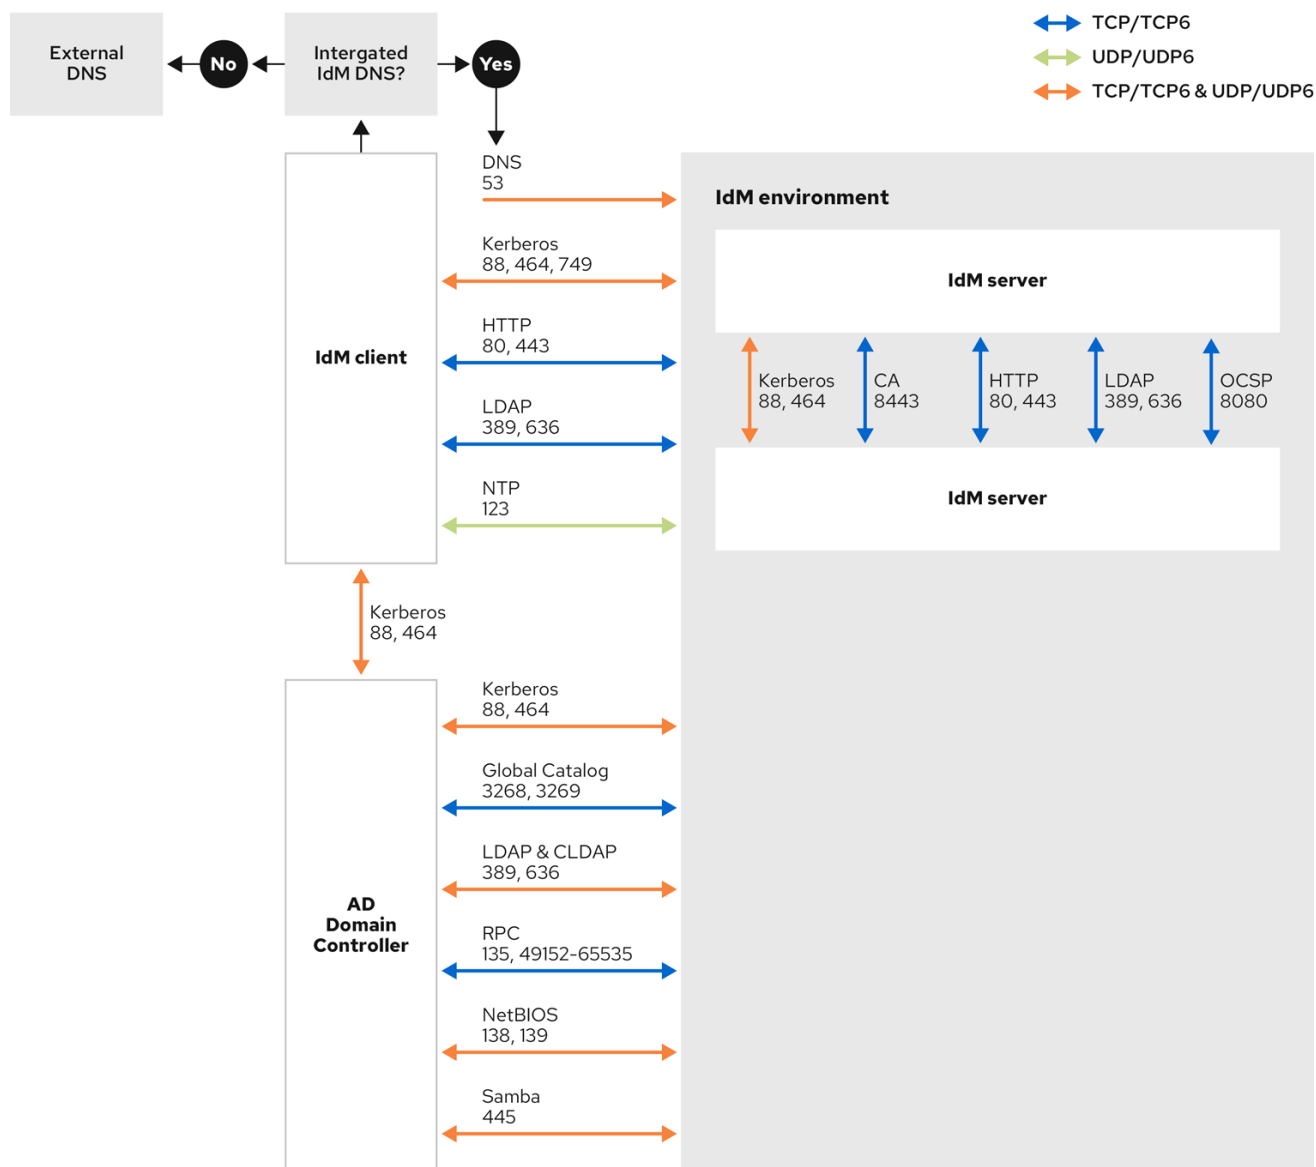 External
DNS
No
Intergated
IdM DNS?
Yes
TCP/TCP6
UDP/UDP6
TCP/TCP6 & UDP/UDP6
DNS
53
Kerberos
88, 464, 749
HTTP
80, 443
LDAP
389, 636
NTP
123
IdM client
IdM environment
IdM server
Kerberos
88, 464
CA
8443
HTTP
80, 443
LDAP
389, 636
OCSP
8080
IdM server
Kerberos
88, 464
AD
Domain
Controller
Kerberos
88, 464
Global Catalog
3268, 3269
LDAP & CLDAP
389, 636
RPC
135, 49152-65535
NetBIOS
138, 139
Samba
445